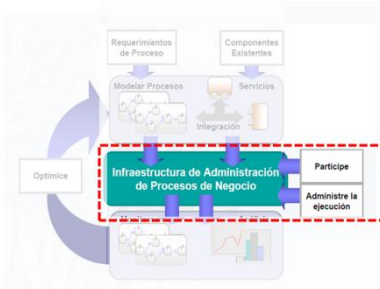 Requerimientos
de Proceso
Componentes
Existentes
Modelar Procesos
Servicios
Integración
Optimice
Infraestructura de Administración
de Procesos de Negocio
Participe
Administre la
ejecución